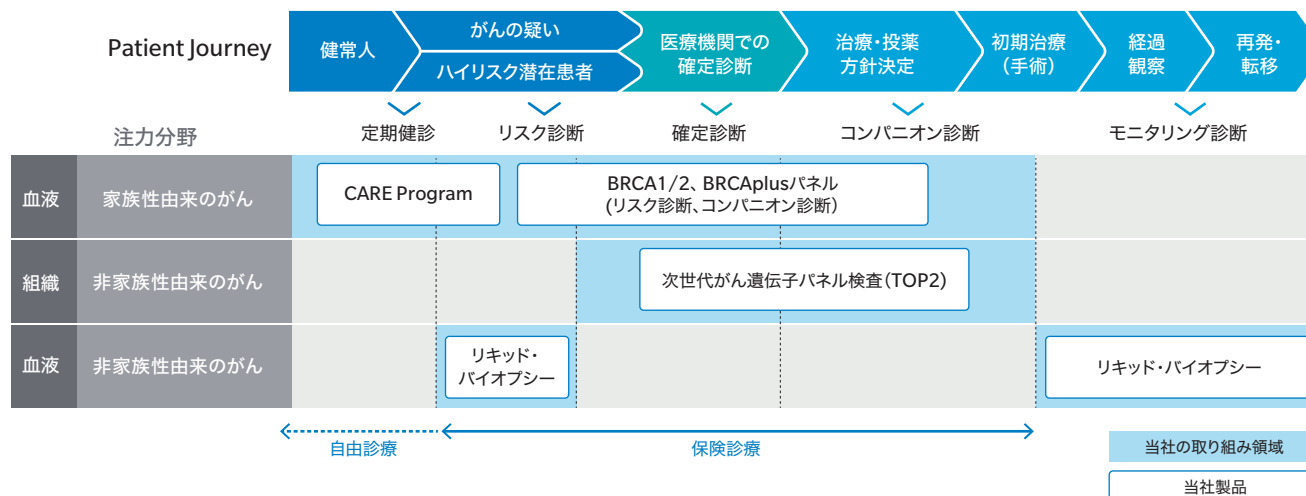 Patient Journey
健常人
がんの疑い
ハイリスク潜在患者
医療機関での
確定診断
治療・投薬
方針決定
初期治療
(手術)
経過
観察
再発・
転移
注力分野
定期健診
リスク診断
確定診断
コンパニオン診断
モニタリング診断
血液
家族性由来のがん
CARE Program
BRCA1/2、BRCAplusパネル
(リスク診断、コンパニオン診断)
組織
非家族性由来のがん
次世代がん遺伝子パネル検査(TOP2)
血液
非家族性由来のがん
リキッド・
バイオプシー
リキッド・バイオプシー
自由診療
保険診療
当社の取り組み領域
当社製品